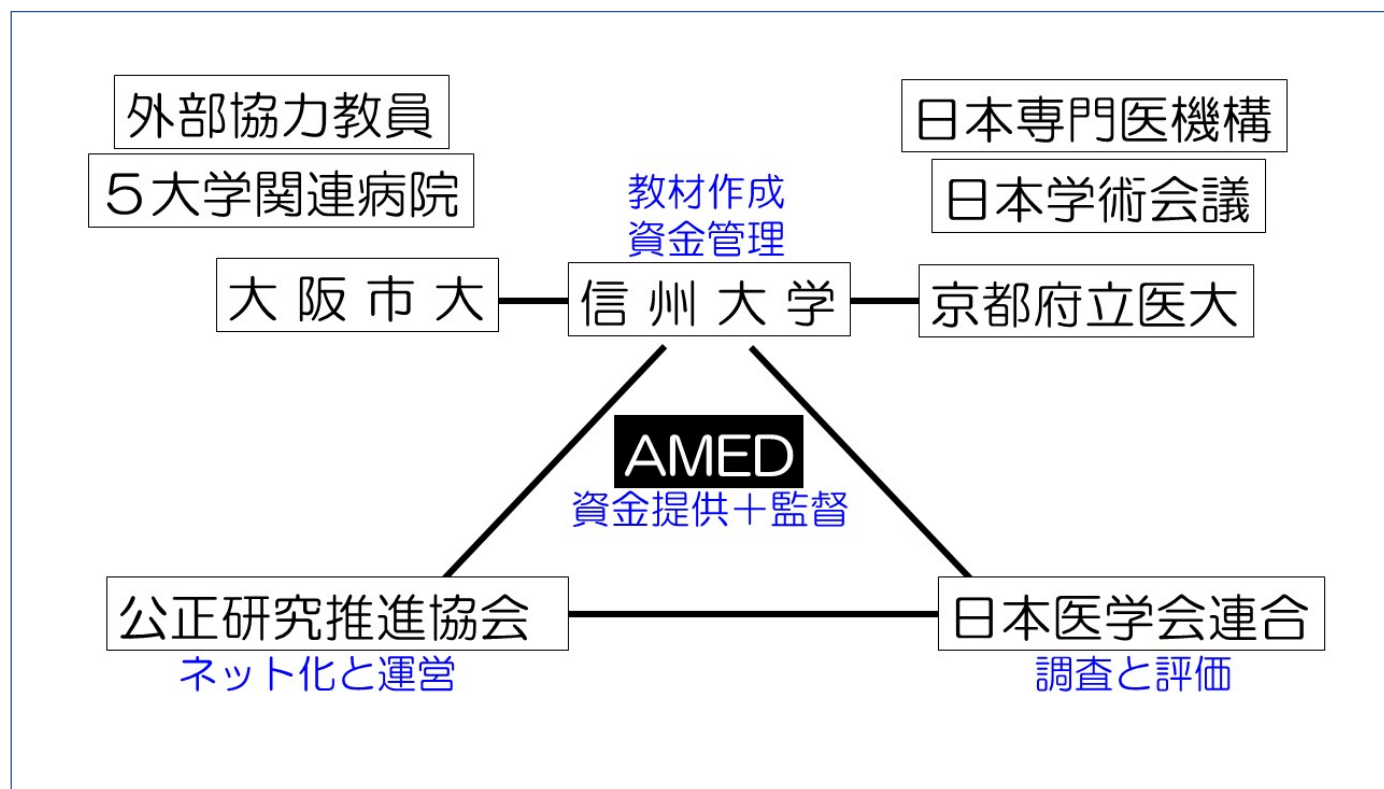 外部協力教員
日本専門医機構
5大学関連病院
教材作成
日本学術会議
資金管理
大阪市大
信州大学
京都府立医大
AMED
資金提供＋監督
公正研究推進協会
日本医学会連合
ネット化と運営
調査と評価